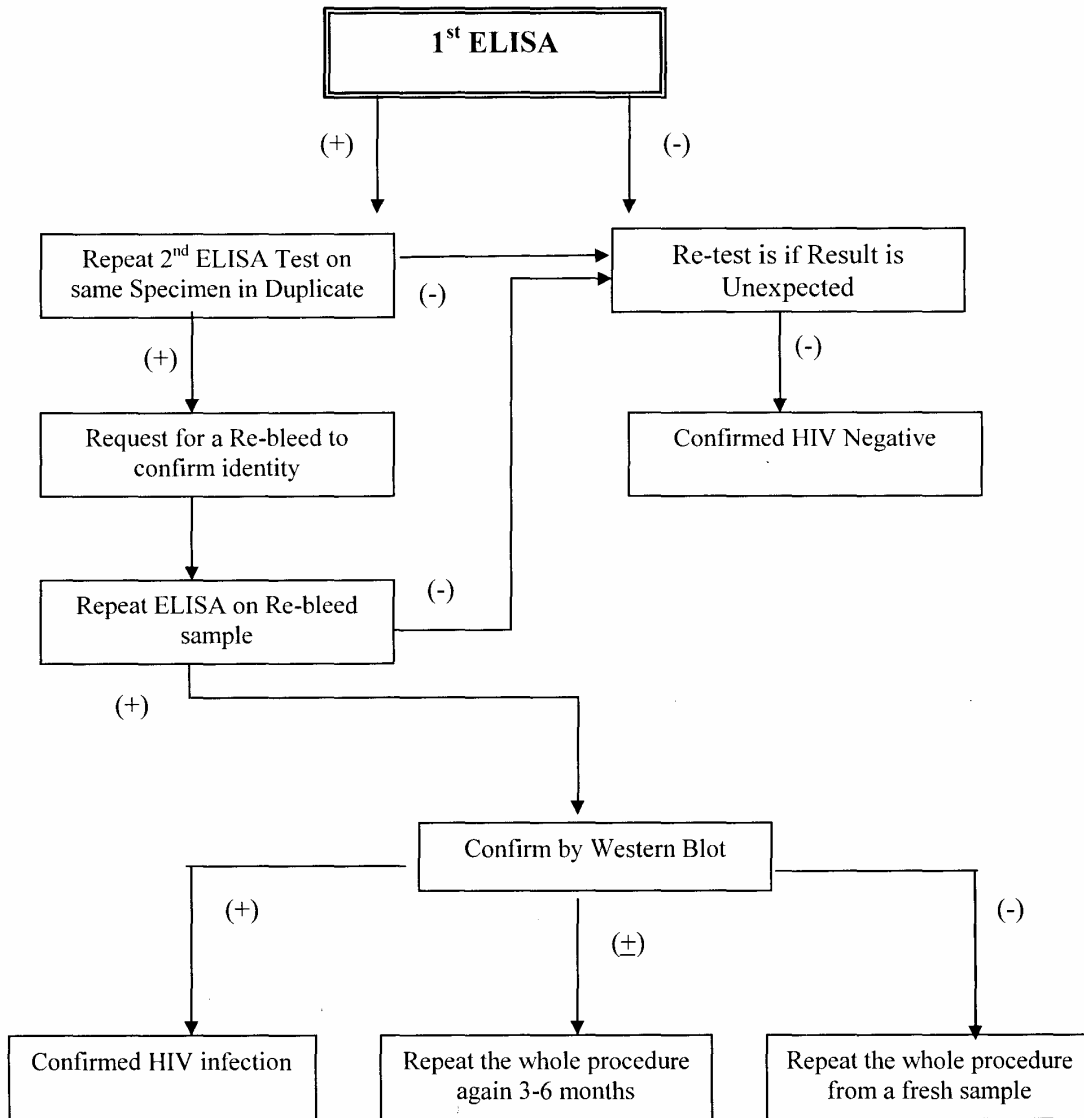 1st ELISA
(+)
(-)
Repeat 2nd ELISA Test on
same Specimen in Duplicate
(-)
Re-test is if Result is
Unexpected
(+)
(-)
Request for a Re-bleed to
confirm identity
Confirmed HIV Negative
Repeat ELISA on Re-bleed
sample
(-)
(+)
Confirm by Western Blot
(+)
(±)
(-)
Confirmed HIV infection
Repeat the whole procedure
again 3-6 months
Repeat the whole procedure
from a fresh sample